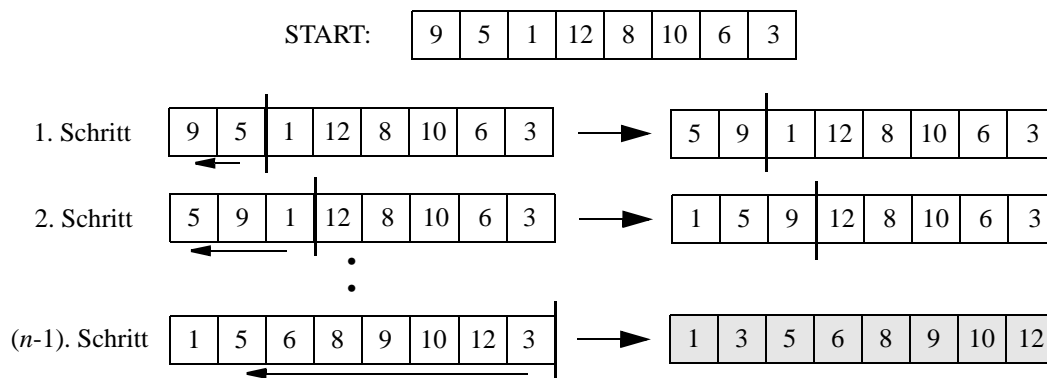 START: 9 5 1 12 8 10 6 3
1. Schritt 9 5 1 12 8 10 6 3 5 9 1 12 8 10 6 3
2. Schritt 5 9 1 12 8 10 6 3 1 5 9 12 8 10 6 3
(n-1). Schritt 1 5 6 8 9 10 12 3 1 3 5 6 8 9 10 12